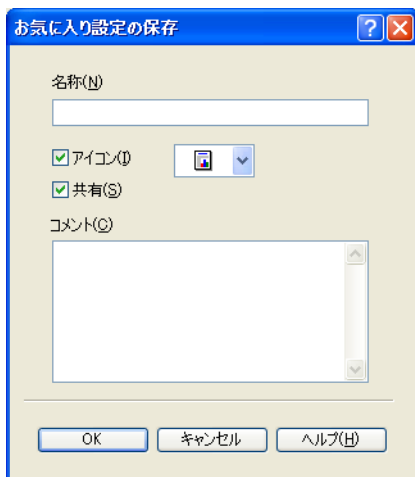 お気に入り設定の保存
名称(N)
アイコン(I)
共有(S)
コメント(C)
OK キャンセル ヘルプ(H)